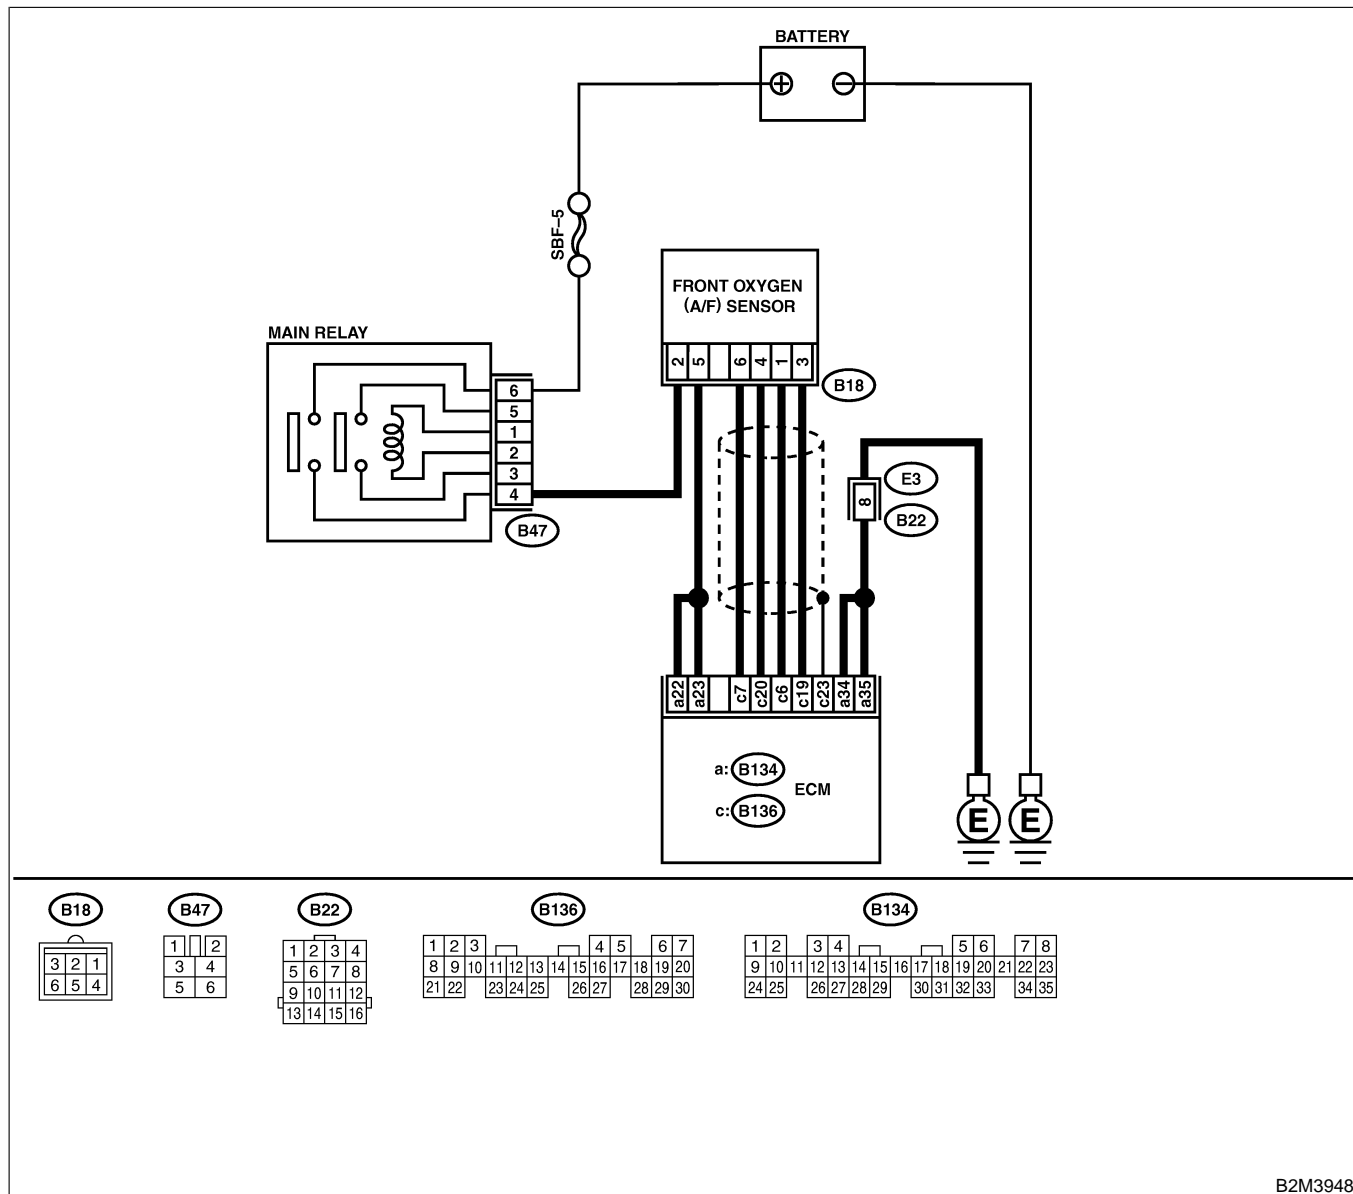 BATTERY
SBF–5
FRONT OXYGEN
(A/F) SENSOR
2 5 6 4 1 3
B18
MAIN RELAY
6
5
1
2
3
4
B47
E3
8
B22
a22 a23 c7 c20 c6 c19 c23 a34 a35
a: B134
ECM
c: B136
E E
B18 B47 B22 B136 B134
3 2 1
6 5 4
1 2
3 4
5 6
1 2 3 4
5 6 7 8
9 10 11 12
13 14 15 16
1 2 3 4 5 6 7
8 9 10 11 12 13 14 15 16 17 18 19 20
21 22 23 24 25 26 27 28 29 30
1 2 3 4 5 6 7 8
9 10 11 12 13 14 15 16 17 18 19 20 21 22 23
24 25 26 27 28 29 30 31 32 33 34 35
B2M3948